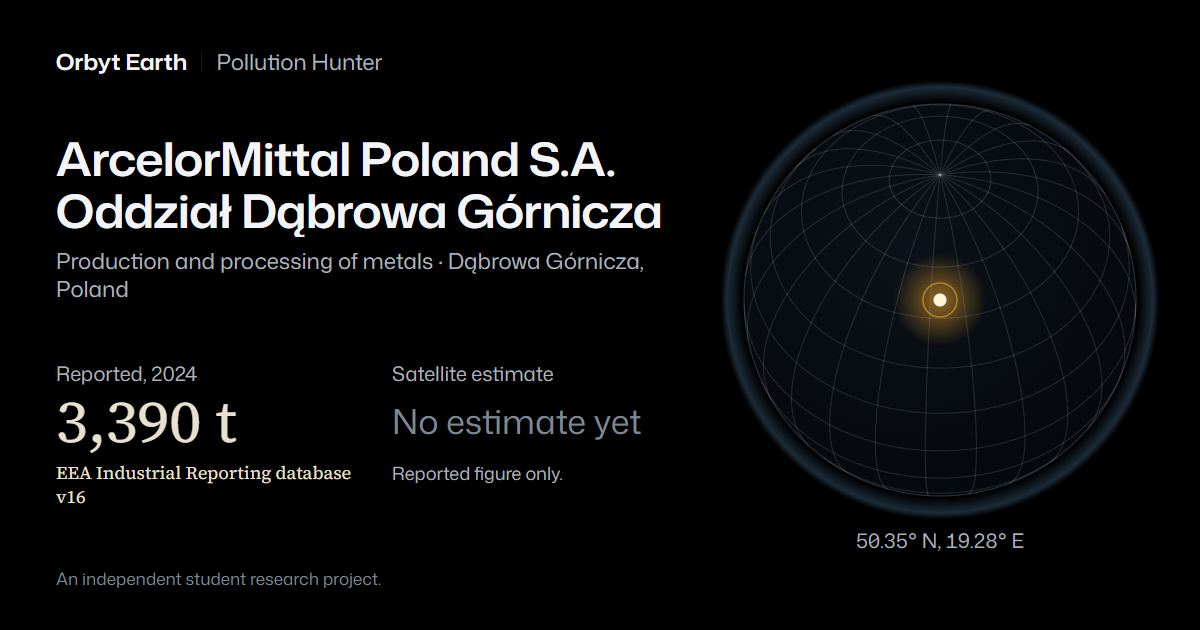 Orbyt Earth | Pollution Hunter
ArcelorMittal Poland S.A.
Oddział Dąbrowa Górnicza
Production and processing of metals · Dąbrowa Górnicza,
Poland
Reported, 2024
3,390 t
EEA Industrial Reporting database
v16
Satellite estimate
No estimate yet
Reported figure only.
50.35° N, 19.28° E
An independent student research project.